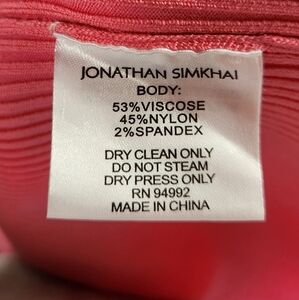 JONATHAN SIMKHAI
BODY:
53%VISCOSE
45%NYLON
2%SPANDEX
DRY CLEAN ONLY
DO NOT STEAM
DRY PRESS ONLY
RN 94992
MADE IN CHINA